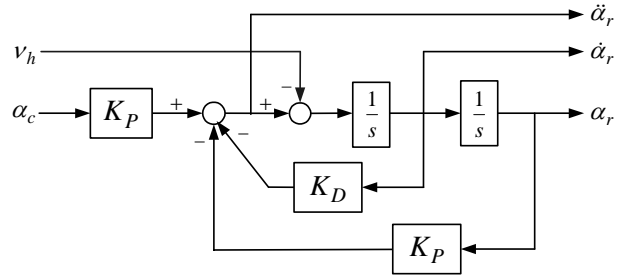 α̈_r
ν_h − α̇_r
α_c K_P + − − + 1/s 1/s α_r
K_D
K_P